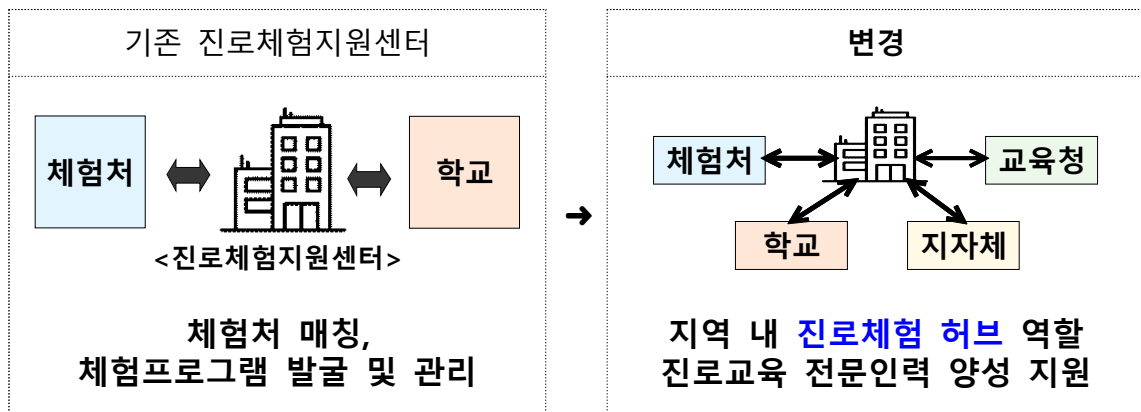 기존 진로체험지원센터
체험처
학교
<진로체험지원센터>
체험처 매칭,
체험프로그램 발굴 및 관리
➜
변경
체험처
교육청
학교
지자체
지역 내 진로체험 허브 역할
진로교육 전문인력 양성 지원